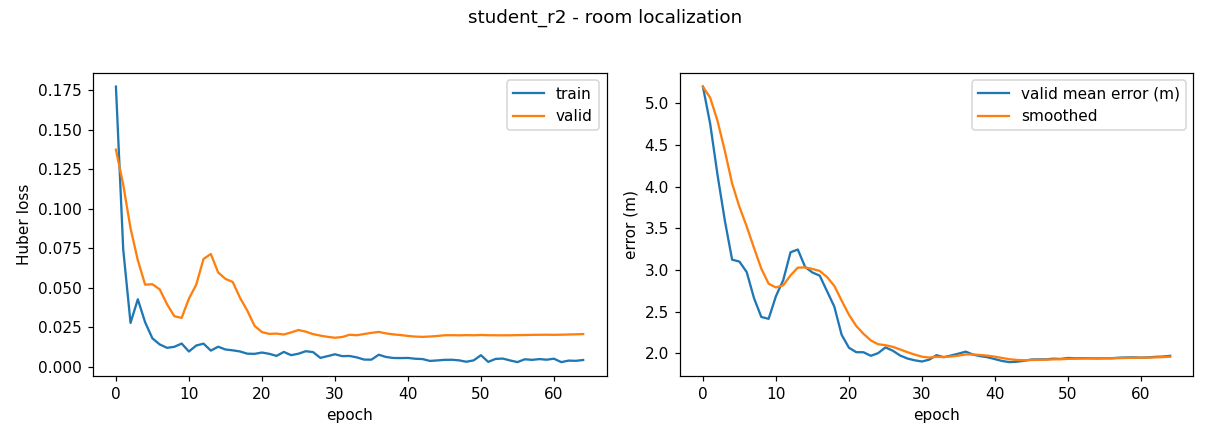 student_r2 - room localization
Huber loss
0.175
0.150
0.125
0.100
0.075
0.050
0.025
0.000
train
valid
0 10 20 30 40 50 60
epoch
error (m)
5.0
4.5
4.0
3.5
3.0
2.5
2.0
valid mean error (m)
smoothed
0 10 20 30 40 50 60
epoch